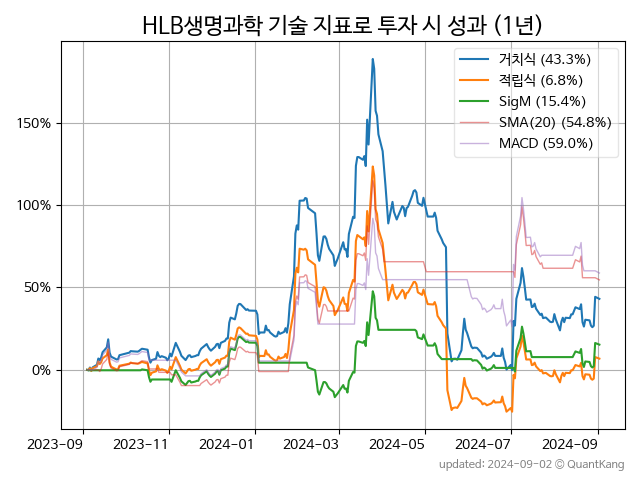 HLB생명과학 기술 지표로 투자 시 성과 (1년)
거치식 (43.3%)
적립식 (6.8%)
SigM (15.4%)
SMA(20) (54.8%)
MACD (59.0%)
150%
100%
50%
0%
2023-09 2023-11 2024-01 2024-03 2024-05 2024-07 2024-09
updated: 2024-09-02 © QuantKang